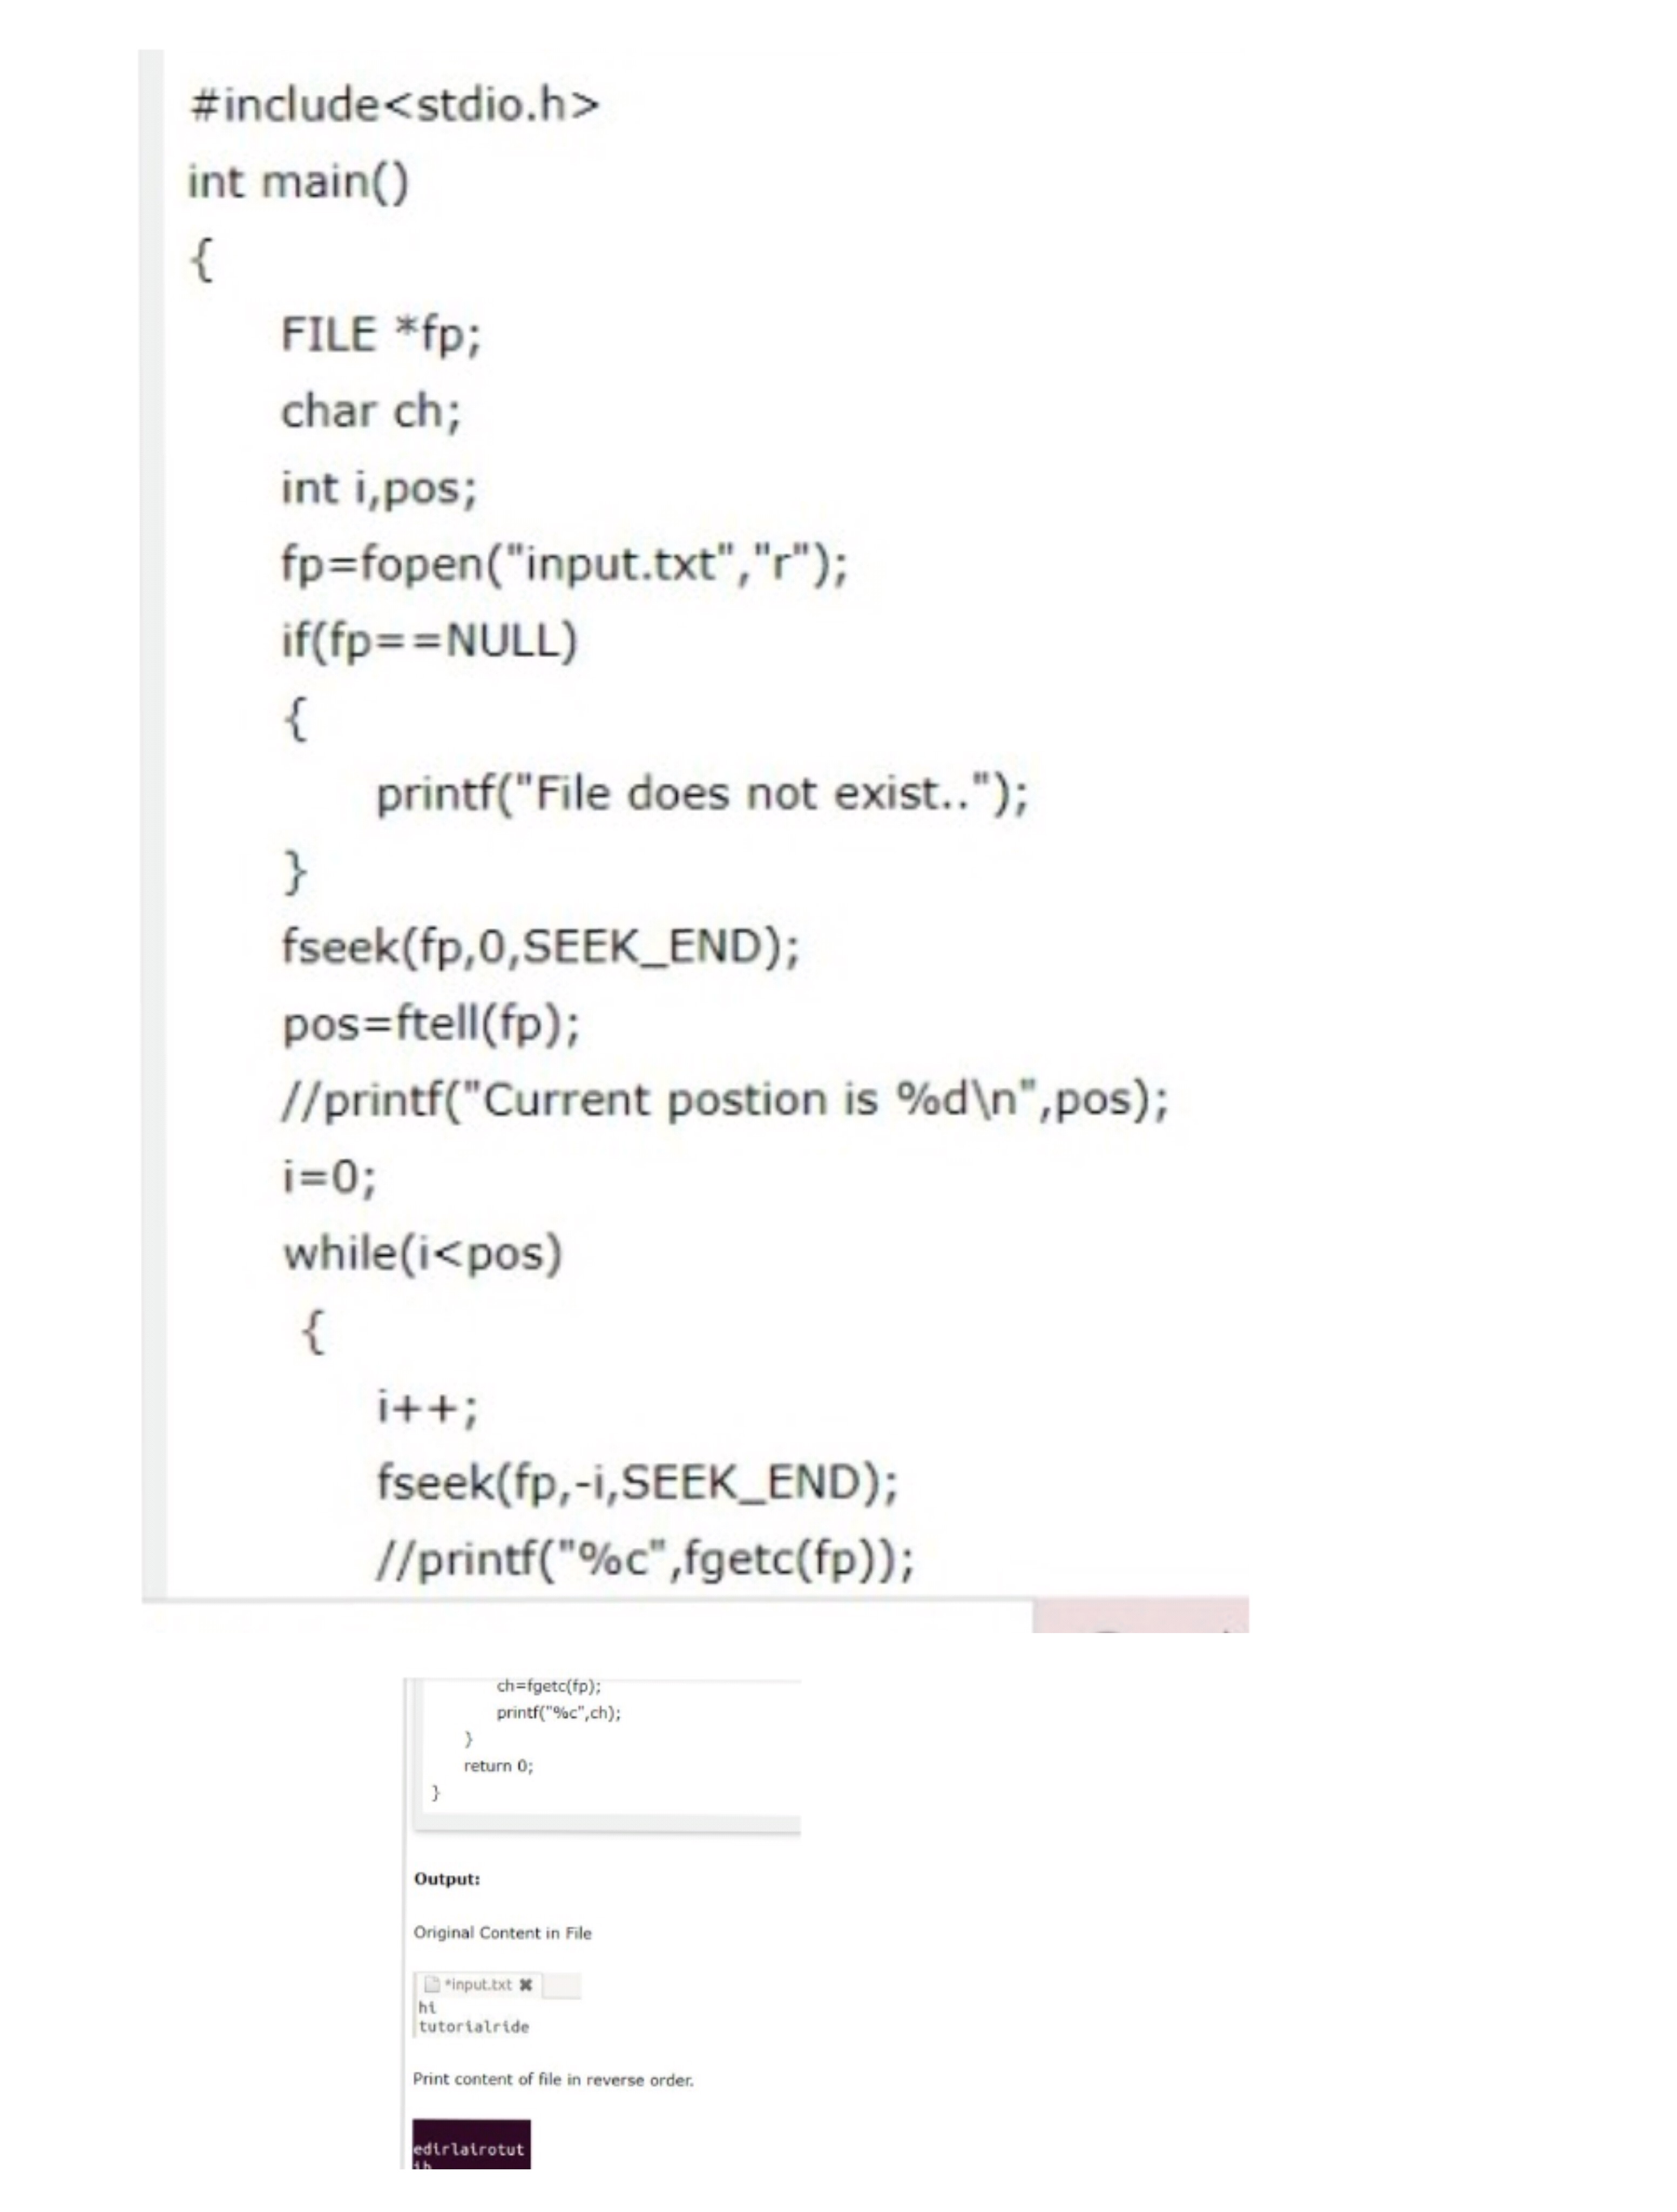 #include<stdio.h>
int main()
{
FILE *fp;
char ch;
int i,pos;
fp=fopen("input.txt","r");
if(fp==NULL)
{
printf("File does not exist..");
}
fseek(fp,0,SEEK_END);
pos=ftell(fp);
//printf("Current postion is %d\n",pos);
i=0;
while(i<pos)
{
i++;
fseek(fp,-i,SEEK_END);
//printf("%c",fgetc(fp));
ch=fgetc(fp);
printf("%c",ch);
}
return 0;
}
Output:
Original Content in File
*input.txt
hi
tutorialride
Print content of file in reverse order.
edirlairotut
ih